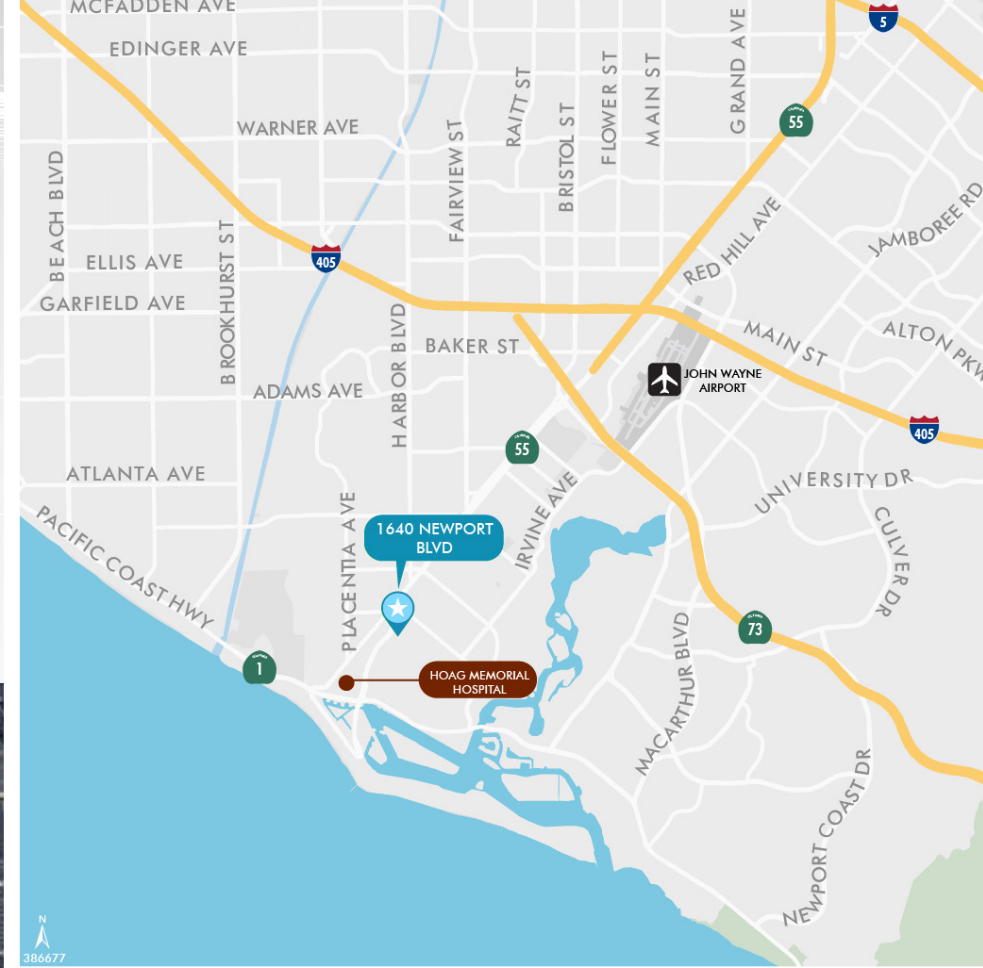 MCFADDEN AVE
EDINGER AVE
WARNER AVE
BEACH BLVD
ELLIS AVE
GARFIELD AVE
BROOKHURST ST
405
FAIRVIEW ST
RAITT ST
BRISTOL ST
FLOWER ST
MAIN ST
GRAND AVE
5
55
RED HILL AVE
JAMBOREE RD
HARBOR BLVD
BAKER ST
ADAMS AVE
MAIN ST
ALTON PKW
JOHN WAYNE
AIRPORT
405
55
ATLANTA AVE
PACIFIC COAST HWY
PLACENTIA AVE
IRVINE AVE
UNIVERSITY DR
CULVER DR
1640 NEWPORT
BLVD
1
HOAG MEMORIAL
HOSPITAL
MACARTHUR BLVD
73
NEWPORT COAST DR
N
386677